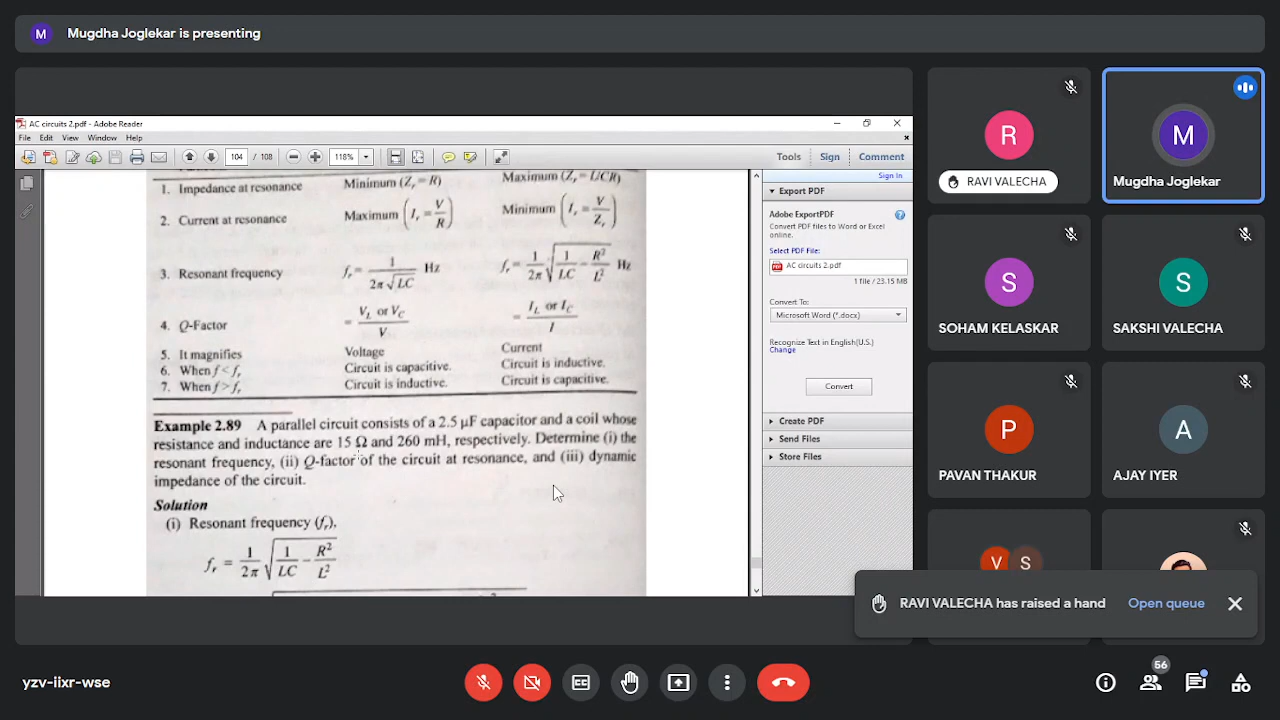 M Mugdha Joglekar is presenting
AC circuits 2.pdf - Adobe Reader
File Edit View Window Help
104 / 108 118% Tools Sign Comment
Sign In
Export PDF
Adobe ExportPDF
Convert PDF files to Word or Excel
online.
Select PDF File:
AC circuits 2.pdf
1 file / 23.15 MB
Convert To:
Microsoft Word (*.docx)
Recognize Text in English(U.S.)
Change
Convert
Create PDF
Send Files
Store Files
1. Impedance at resonance Minimum (Zr = R) Maximum (Zr = L/CR)
2. Current at resonance Maximum (Ir = V/R) Minimum (Ir = V/Zr)
3. Resonant frequency fr = 1/2π√LC Hz fr = 1/2π √(1/LC − R²/L²) Hz
4. Q-Factor = VL or VC / V = IL or IC / I
5. It magnifies Voltage Current
6. When f < fr Circuit is capacitive. Circuit is inductive.
7. When f > fr Circuit is inductive. Circuit is capacitive.
Example 2.89 A parallel circuit consists of a 2.5 µF capacitor and a coil whose
resistance and inductance are 15 Ω and 260 mH, respectively. Determine (i) the
resonant frequency, (ii) Q-factor of the circuit at resonance, and (iii) dynamic
impedance of the circuit.
Solution
(i) Resonant frequency (fr),
fr = 1/2π √(1/LC − R²/L²)
R
RAVI VALECHA
M
Mugdha Joglekar
S
SOHAM KELASKAR
S
SAKSHI VALECHA
P
PAVAN THAKUR
A
AJAY IYER
V S
RAVI VALECHA has raised a hand Open queue
yzv-iixr-wse
CC
56